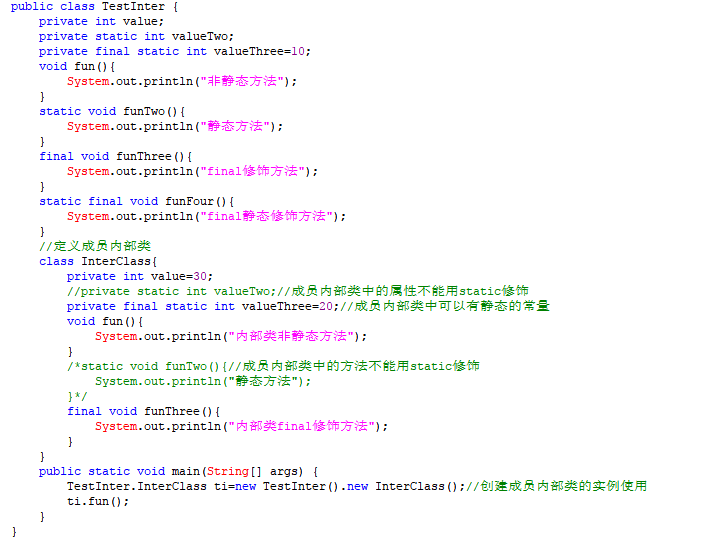 public class TestInter {
    private int value;
    private static int valueTwo;
    private final static int valueThree=10;
    void fun(){
        System.out.println("非静态方法");
    }
    static void funTwo(){
        System.out.println("静态方法");
    }
    final void funThree(){
        System.out.println("final修饰方法");
    }
    static final void funFour(){
        System.out.println("final静态修饰方法");
    }
    //定义成员内部类
    class InterClass{
        private int value=30;
        //private static int valueTwo;//成员内部类中的属性不能用static修饰
        private final static int valueThree=20;//成员内部类中可以有静态的常量
        void fun(){
            System.out.println("内部类非静态方法");
        }
        /*static void funTwo(){//成员内部类中的方法不能用static修饰
            System.out.println("静态方法");
        }*/
        final void funThree(){
            System.out.println("内部类final修饰方法");
        }
    }
    public static void main(String[] args) {
        TestInter.InterClass ti=new TestInter().new InterClass();//创建成员内部类的实例使用
        ti.fun();
    }
}